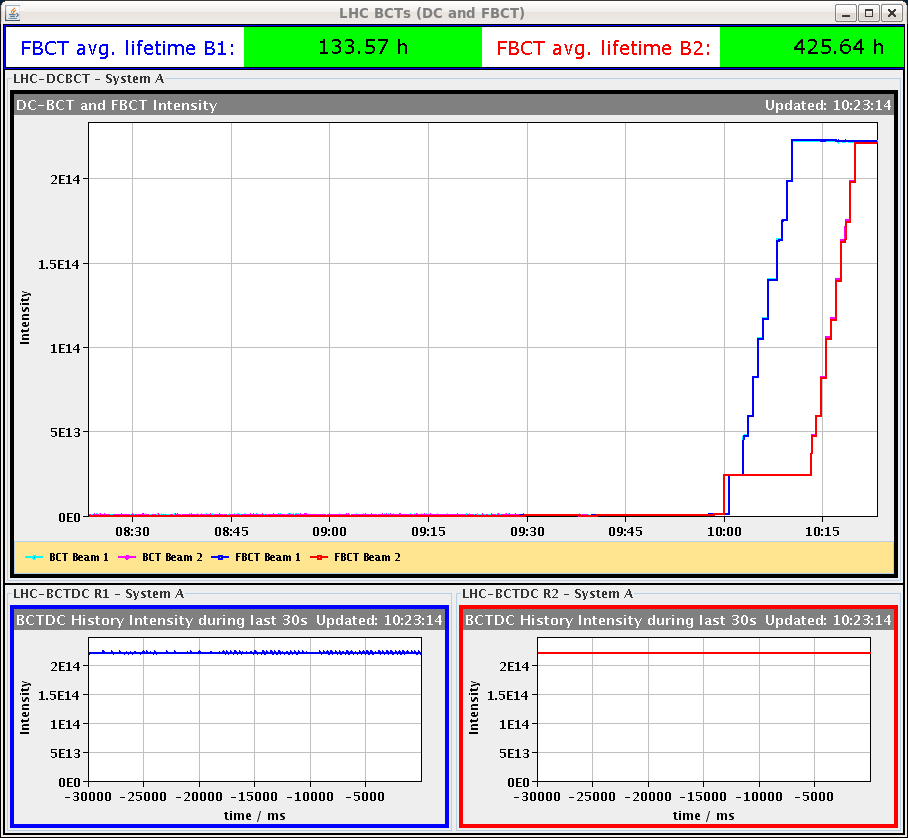 LHC BCTs (DC and FBCT)
FBCT avg. lifetime B1: 133.57 h FBCT avg. lifetime B2: 425.64 h
LHC-DCBCT - System A
DC-BCT and FBCT Intensity Updated: 10:23:14
2E14
1.5E14
1E14
5E13
0E0
Intensity
08:30 08:45 09:00 09:15 09:30 09:45 10:00 10:15
BCT Beam 1 BCT Beam 2 FBCT Beam 1 FBCT Beam 2
LHC-BCTDC R1 - System A
BCTDC History Intensity during last 30s Updated: 10:23:14
2E14
1.5E14
1E14
5E13
0E0
Intensity
-30000 -25000 -20000 -15000 -10000 -5000
time / ms
LHC-BCTDC R2 - System A
BCTDC History Intensity during last 30s Updated: 10:23:14
2E14
1.5E14
1E14
5E13
0E0
Intensity
-30000 -25000 -20000 -15000 -10000 -5000
time / ms